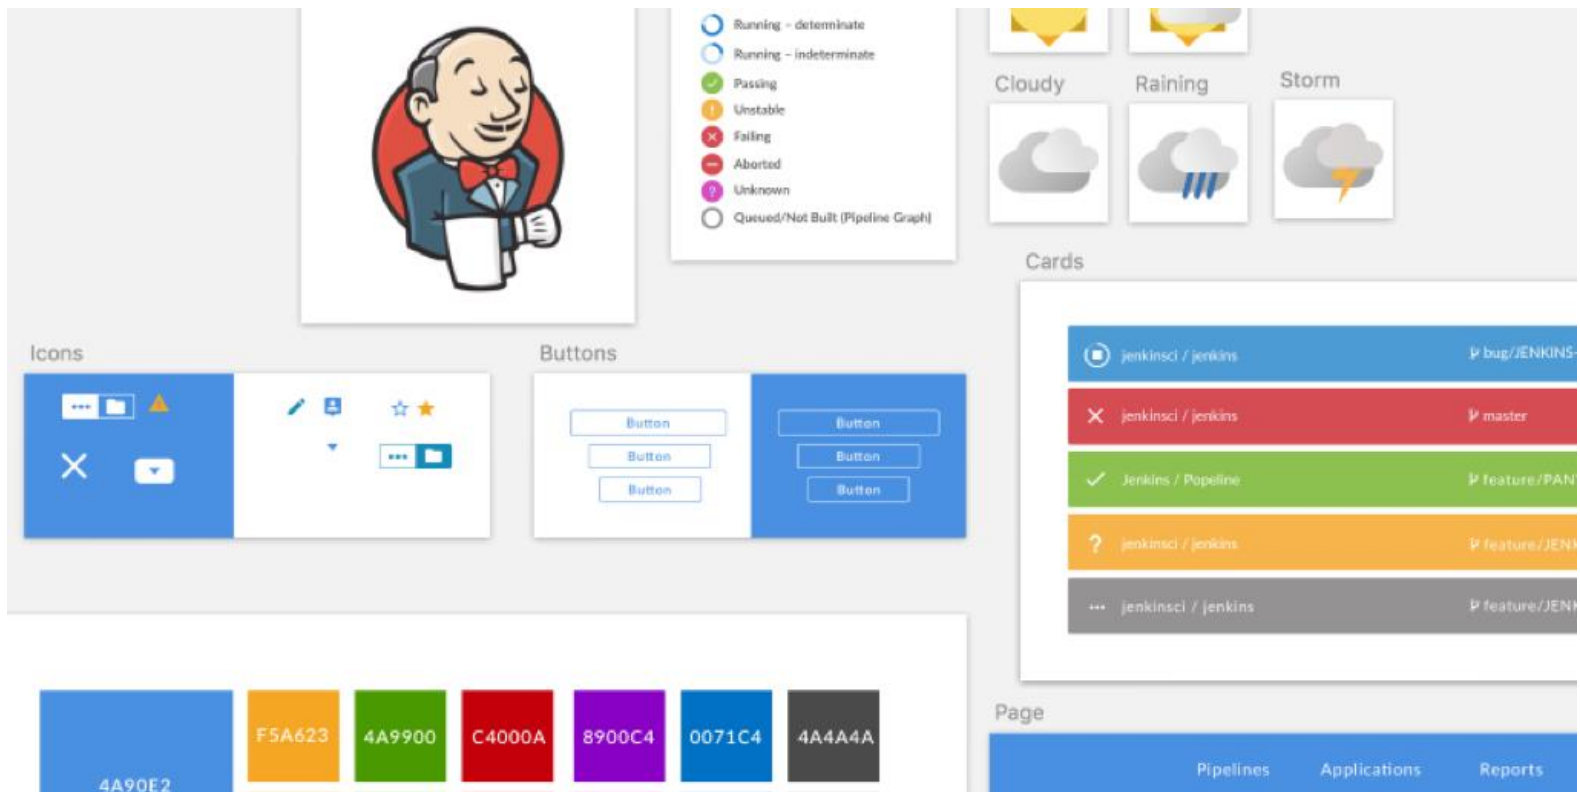 Running – determinate
Running – indeterminate
Passing
Unstable
Failing
Aborted
Unknown
Queued/Not Built (Pipeline Graph)
Cloudy
Raining
Storm
Cards
jenkinsci / jenkins
bug/JENKINS-
jenkinsci / jenkins
master
Jenkins / Popeline
feature/PAN
jenkinsci / jenkins
feature/JEN
jenkinsci / jenkins
feature/JEN
Icons
Buttons
Button
Button
Button
Button
Button
Button
4A90E2
F5A623
4A9900
C4000A
8900C4
0071C4
4A4A4A
Page
Pipelines
Applications
Reports